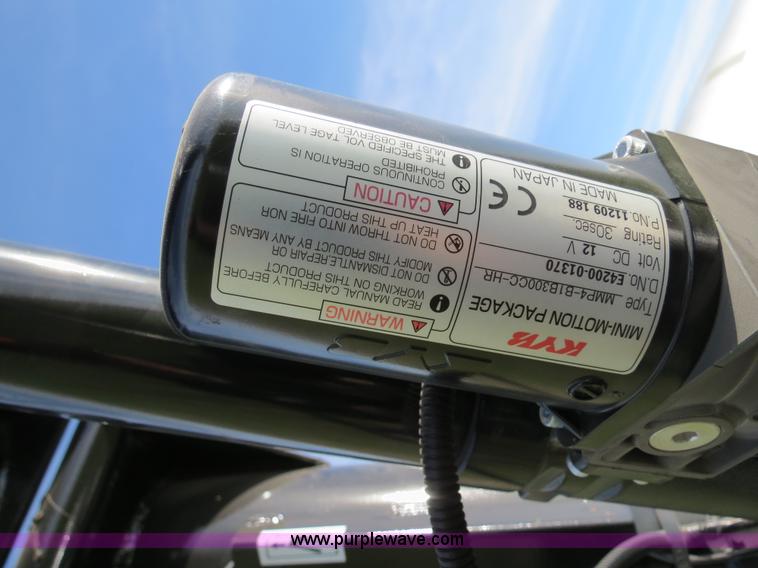 KYB
MINI-MOTION PACKAGE
Type MMP4-B1B300CC-HR
D.No. E4200-01370
Volt DC 12 V
Rating 30sec.
P.No. 11209 188
MADE IN JAPAN
CE
WARNING
READ MANUAL CAREFULLY BEFORE
WORKING ON THIS PRODUCT
DO NOT DISMANLE.REPAIR OR
MODIFY THIS PRODUCT BY ANY MEANS
DO NOT THROW INTO FIRE NOR
HEAT UP THIS PRODUCT
CAUTION
CONTINUOUS OPERATION IS
PROHIBITED
THE SPECIFIED VOL TAGE LEVEL
MUST BE OBSERVED
www.purplewave.com